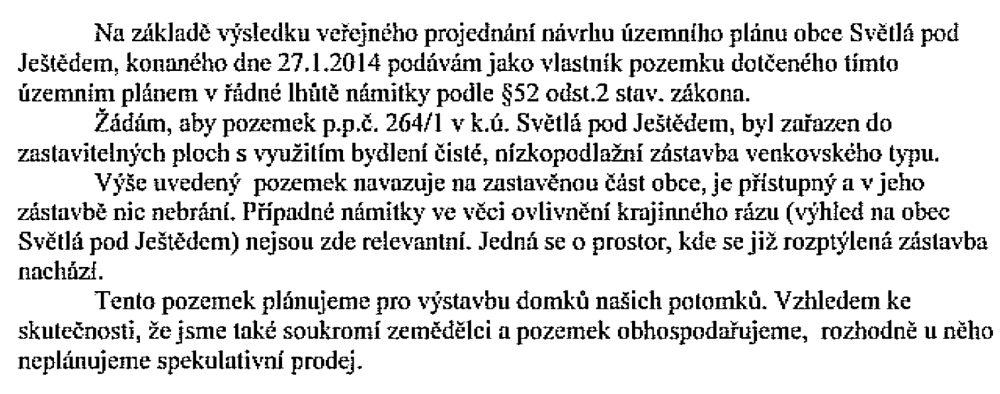 Na základě výsledku veřejného projednání návrhu územního plánu obce Světlá pod
Ještědem, konaného dne 27.1.2014 podávám jako vlastník pozemku dotčeného tímto
územním plánem v řádné lhůtě námitky podle §52 odst.2 stav. zákona.
Žádám, aby pozemek p.p.č. 264/1 v k.ú. Světlá pod Ještědem, byl zařazen do
zastavitelných ploch s využitím bydlení čisté, nízkopodlažní zástavba venkovského typu.
Výše uvedený  pozemek navazuje na zastavěnou část obce, je přístupný a v jeho
zástavbě nic nebrání. Případné námitky ve věci ovlivnění krajinného rázu (výhled na obec
Světlá pod Ještědem) nejsou zde relevantní. Jedná se o prostor, kde se již rozptýlená zástavba
nachází.
Tento pozemek plánujeme pro výstavbu domků našich potomků. Vzhledem ke
skutečnosti, že jsme také soukromí zemědělci a pozemek obhospodařujeme,  rozhodně u něho
neplánujeme spekulativní prodej.